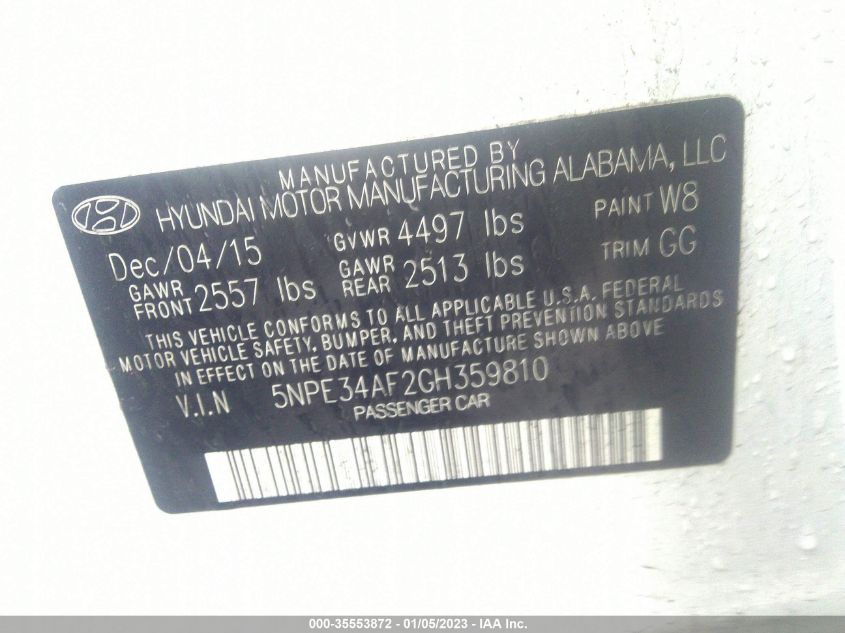 MANUFACTURED BY
HYUNDAI MOTOR MANUFACTURING ALABAMA, LLC
Dec/04/15 GVWR 4497 lbs PAINT W8
GAWR FRONT 2557 lbs GAWR REAR 2513 lbs TRIM GG
THIS VEHICLE CONFORMS TO ALL APPLICABLE U.S.A. FEDERAL
MOTOR VEHICLE SAFETY, BUMPER, AND THEFT PREVENTION STANDARDS
IN EFFECT ON THE DATE OF MANUFACTURE SHOWN ABOVE
V.I.N 5NPE34AF2GH359810
PASSENGER CAR
000-35553872 - 01/05/2023 - IAA Inc.